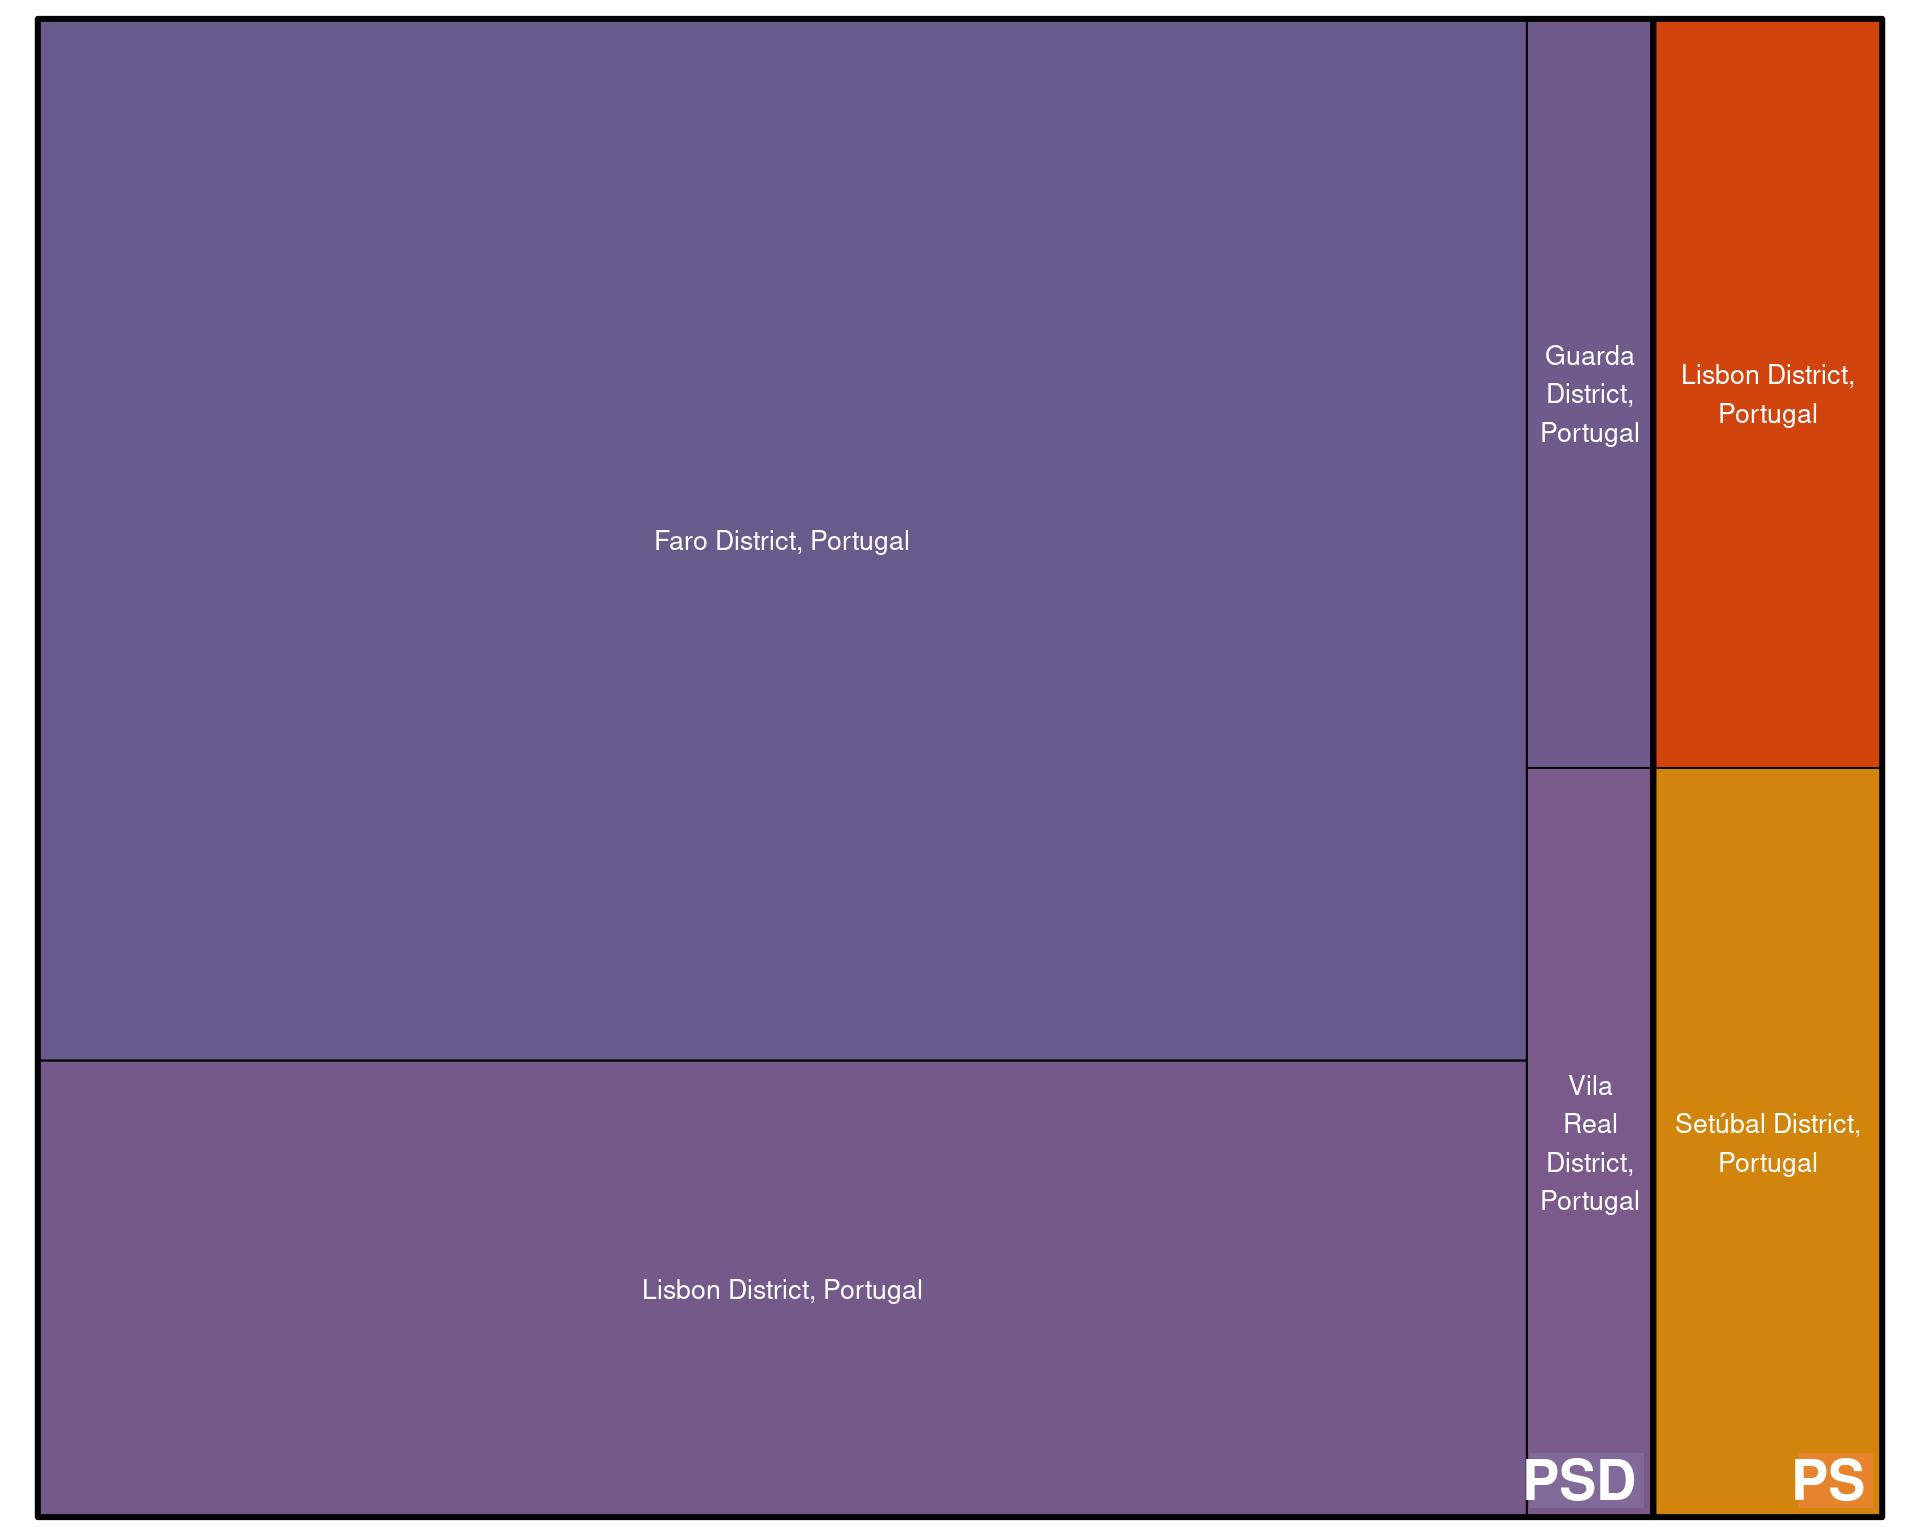 Faro District, Portugal
Lisbon District, Portugal
Guarda
District,
Portugal
Vila
Real
District,
Portugal
PSD
Lisbon District,
Portugal
Setúbal District,
Portugal
PS